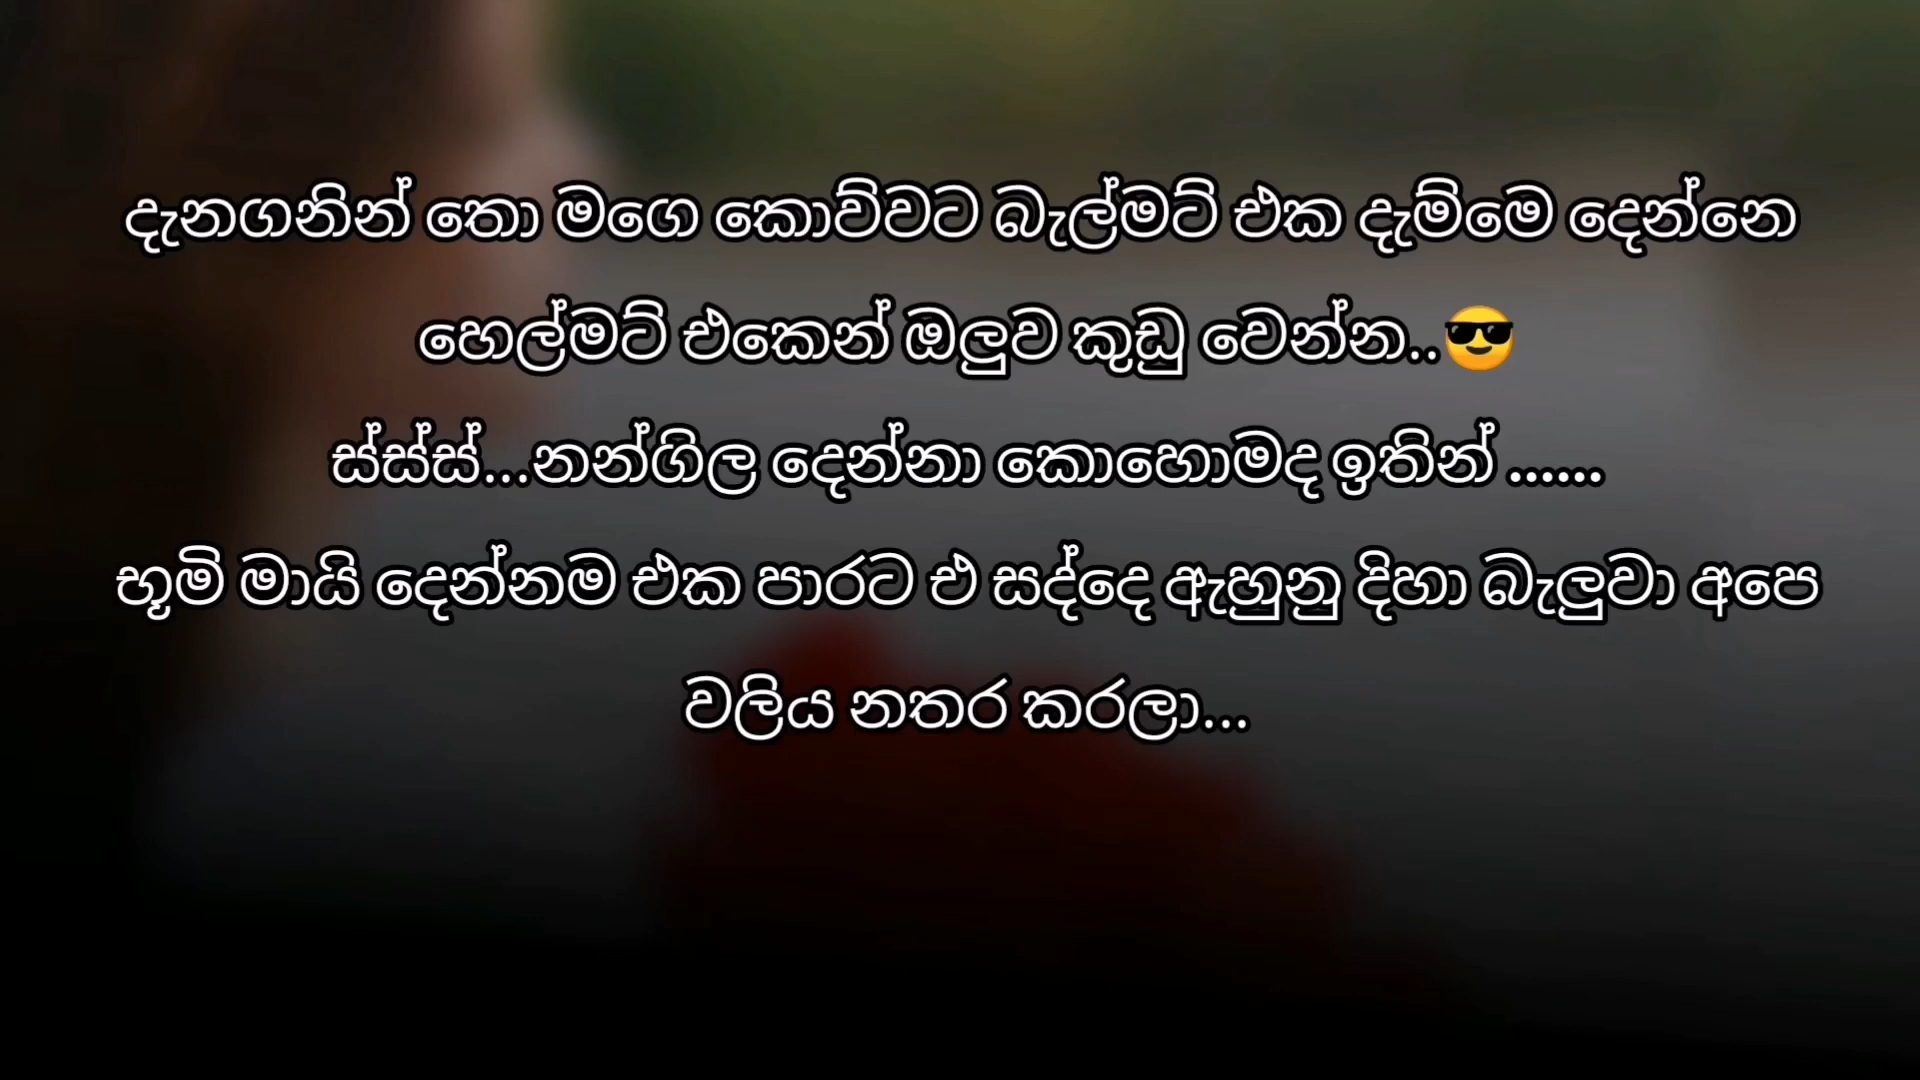 දැනගනින් තො මගෙ කොව්වට බැල්මට් එක දැම්මෙ දෙන්නෙ
හෙල්මට් එකෙන් ඔලුව කුඩු වෙන්න..😎
ස්ස්ස්...නන්ගිල දෙන්නා කොහොමද ඉතින් ......
භූමි මායි දෙන්නම එක පාරට එ සද්දෙ ඇහුනු දිහා බැලුවා අපෙ
වලිය නතර කරලා...